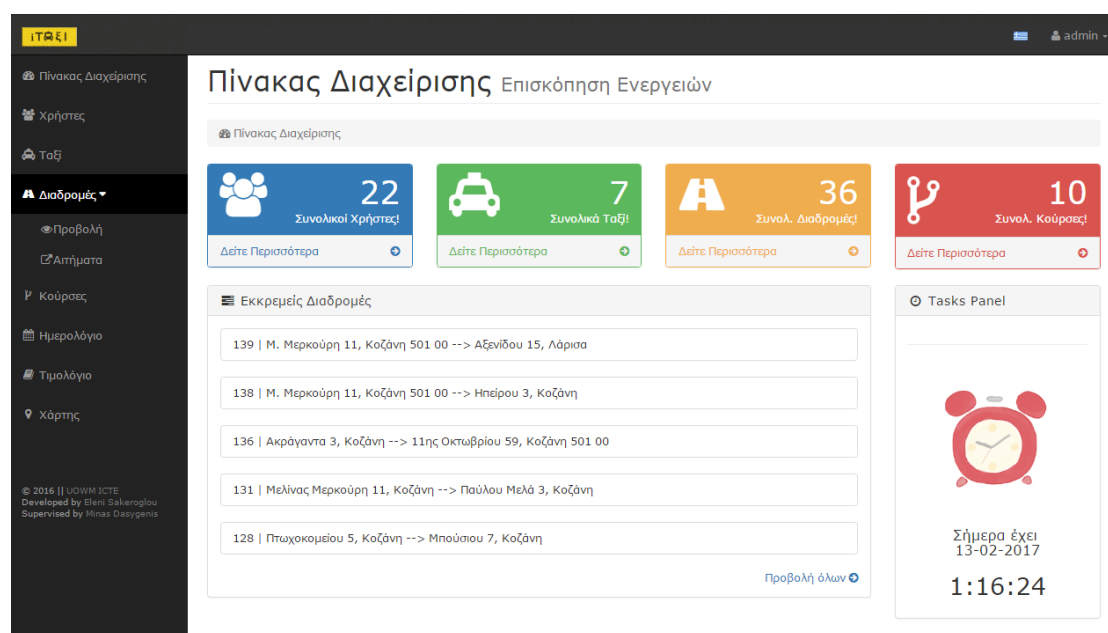 iTΑξΙ
admin
Πίνακας Διαχείρισης
Χρήστες
Ταξί
Διαδρομές
Προβολή
Αιτήματα
Κούρσες
Ημερολόγιο
Τιμολόγιο
Χάρτης
© 2016 || UOWM ICTE
Developed by Eleni Sakeroglou
Supervised by Minas Dasygenis
Πίνακας Διαχείρισης Επισκόπηση Ενεργειών
Πίνακας Διαχείρισης
22
Συνολικοί Χρήστες!
Δείτε Περισσότερα
7
Συνολικά Ταξί!
Δείτε Περισσότερα
36
Συνολ. Διαδρομές!
Δείτε Περισσότερα
10
Συνολ. Κούρσες!
Δείτε Περισσότερα
Εκκρεμείς Διαδρομές
139 | Μ. Μερκούρη 11, Κοζάνη 501 00 --> Αξενίδου 15, Λάρισα
138 | Μ. Μερκούρη 11, Κοζάνη 501 00 --> Ηπείρου 3, Κοζάνη
136 | Ακράγαντα 3, Κοζάνη --> 11ης Οκτωβρίου 59, Κοζάνη 501 00
131 | Μελίνας Μερκούρη 11, Κοζάνη --> Παύλου Μελά 3, Κοζάνη
128 | Πτωχοκομείου 5, Κοζάνη --> Μπούσιου 7, Κοζάνη
Προβολή όλων
Tasks Panel
Σήμερα έχει
13-02-2017
1:16:24